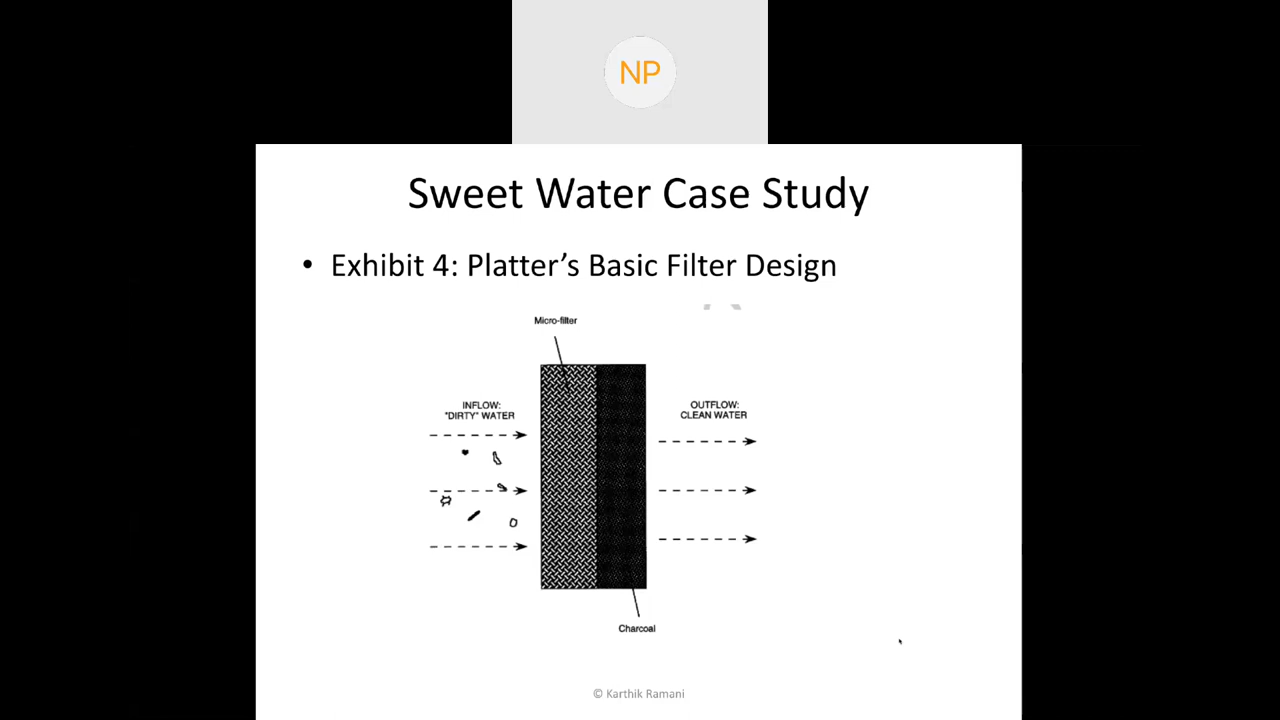 NP
Sweet Water Case Study
• Exhibit 4: Platter’s Basic Filter Design
Micro-filter
INFLOW:
"DIRTY" WATER
OUTFLOW:
CLEAN WATER
Charcoal
© Karthik Ramani